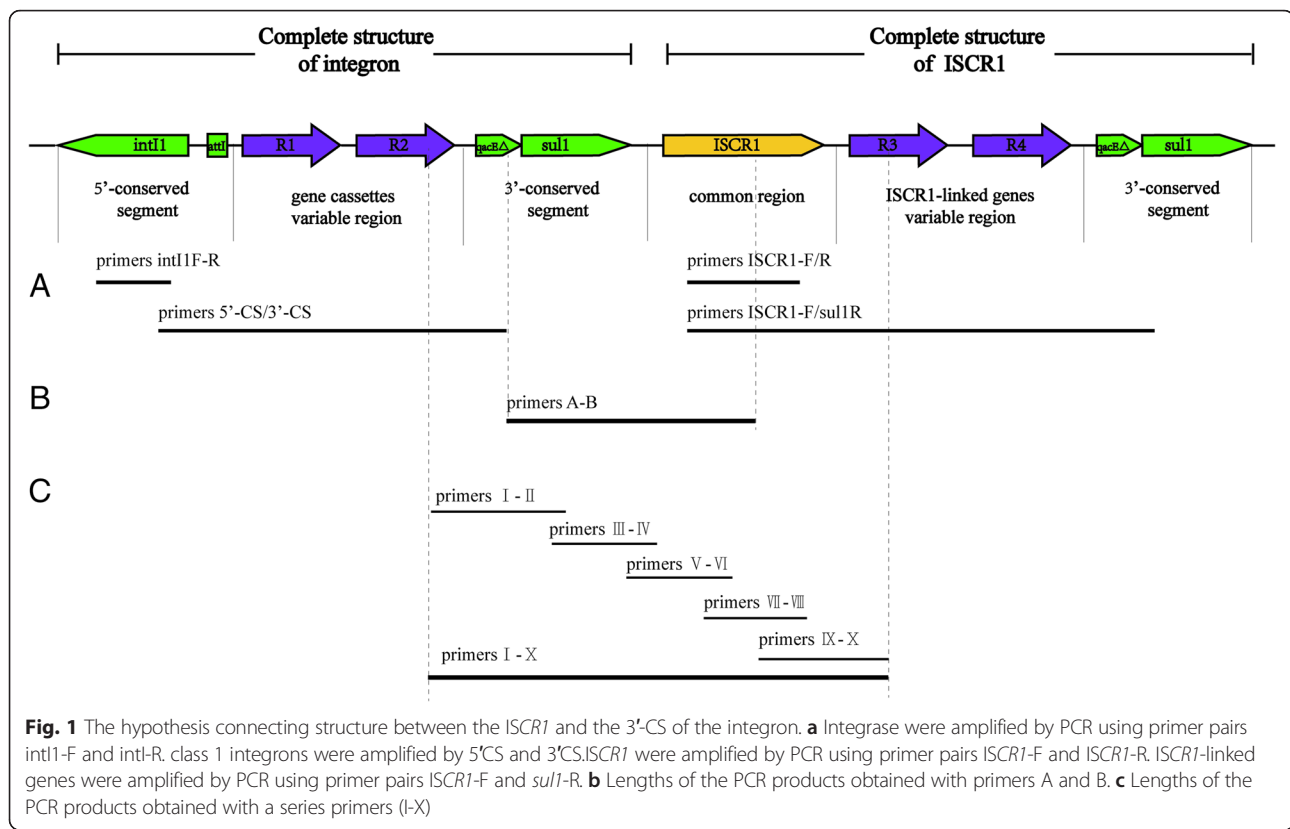 Complete structure
of integron
Complete structure
of ISCR1
intI1
attI
R1
R2
qacEΔ
sul1
ISCR1
R3
R4
qacEΔ
sul1
5’-conserved
segment
gene cassettes
variable region
3’-conserved
segment
common region
ISCR1-linked genes
variable region
3’-conserved
segment
A
primers intI1F-R
primers ISCR1-F/R
primers 5’-CS/3’-CS
primers ISCR1-F/sul1R
B
primers A-B
C
primers Ⅰ-Ⅱ
primers Ⅲ-Ⅳ
primers Ⅴ-Ⅵ
primers Ⅶ-Ⅷ
primers Ⅸ-Ⅹ
primers Ⅰ-Ⅹ
Fig. 1 The hypothesis connecting structure between the ISCR1 and the 3′-CS of the integron. a Integrase were amplified by PCR using primer pairs
intI1-F and intI-R. class 1 integrons were amplified by 5′CS and 3′CS.ISCR1 were amplified by PCR using primer pairs ISCR1-F and ISCR1-R. ISCR1-linked
genes were amplified by PCR using primer pairs ISCR1-F and sul1-R. b Lengths of the PCR products obtained with primers A and B. c Lengths of the
PCR products obtained with a series primers (I-X)